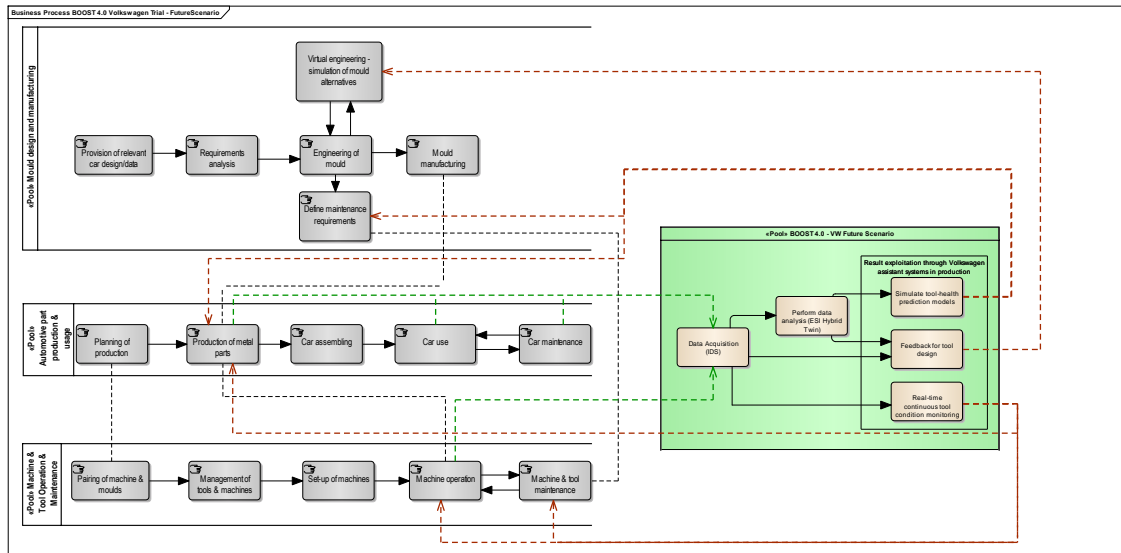 Business Process BOOST 4.0 Volkswagen Trial - FutureScenario
«Pool» Mould design and manufacturing
Virtual engineering -
simulation of mould
alternatives
Provision of relevant
car design/data
Requirements
analysis
Engineering of
mould
Mould
manufacturing
Define maintenance
requirements
«Pool»
Automotive part
production &
usage
Planning of
production
Production of metal
parts
Car assembling
Car use
Car maintenance
«Pool» Machine &
Tool Operation &
Maintenance
Pairing of machine &
moulds
Management of
tools & machines
Set-up of machines
Machine operation
Machine & tool
maintenance
«Pool» BOOST 4.0 - VW Future Scenario
Data Acquisition
(IDS)
Perform data
analysis (ESI Hybrid
Twin)
Result exploitation through Volkswagen
assistant systems in production
Simulate tool-health
prediction models
Feedback for tool
design
Real-time
continuous tool
condition monitoring